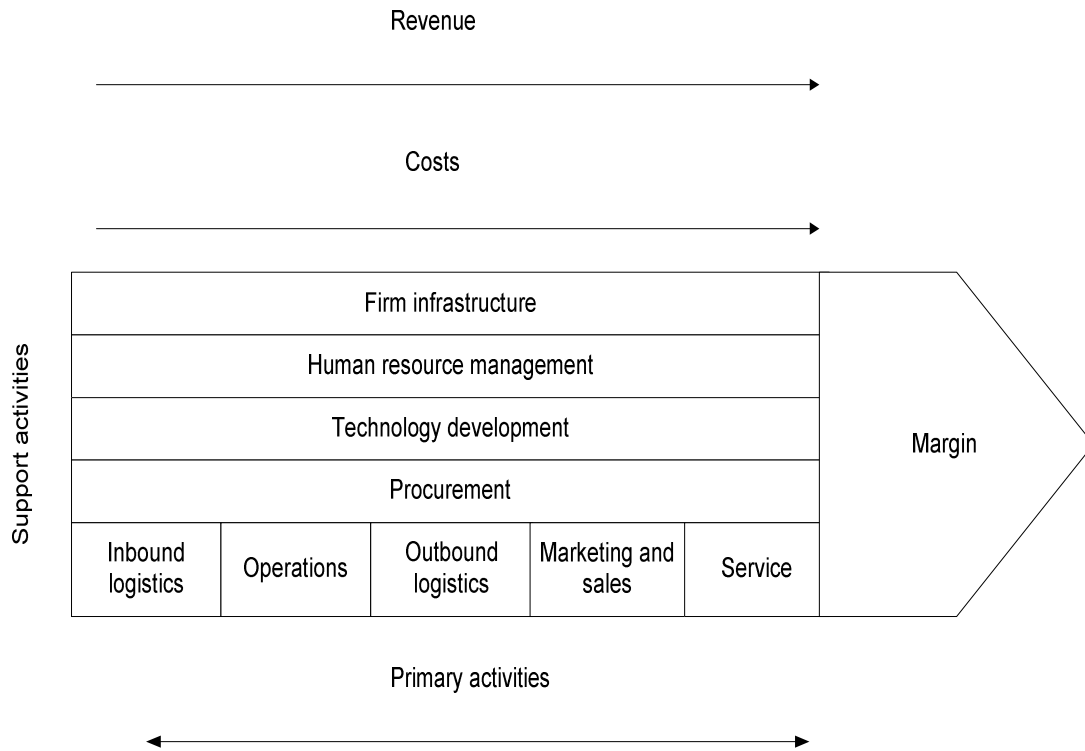 Revenue
Costs
Firm infrastructure
Human resource management
Technology development
Procurement
Support activities
Margin
Inbound
logistics
Operations
Outbound
logistics
Marketing and
sales
Service
Primary activities